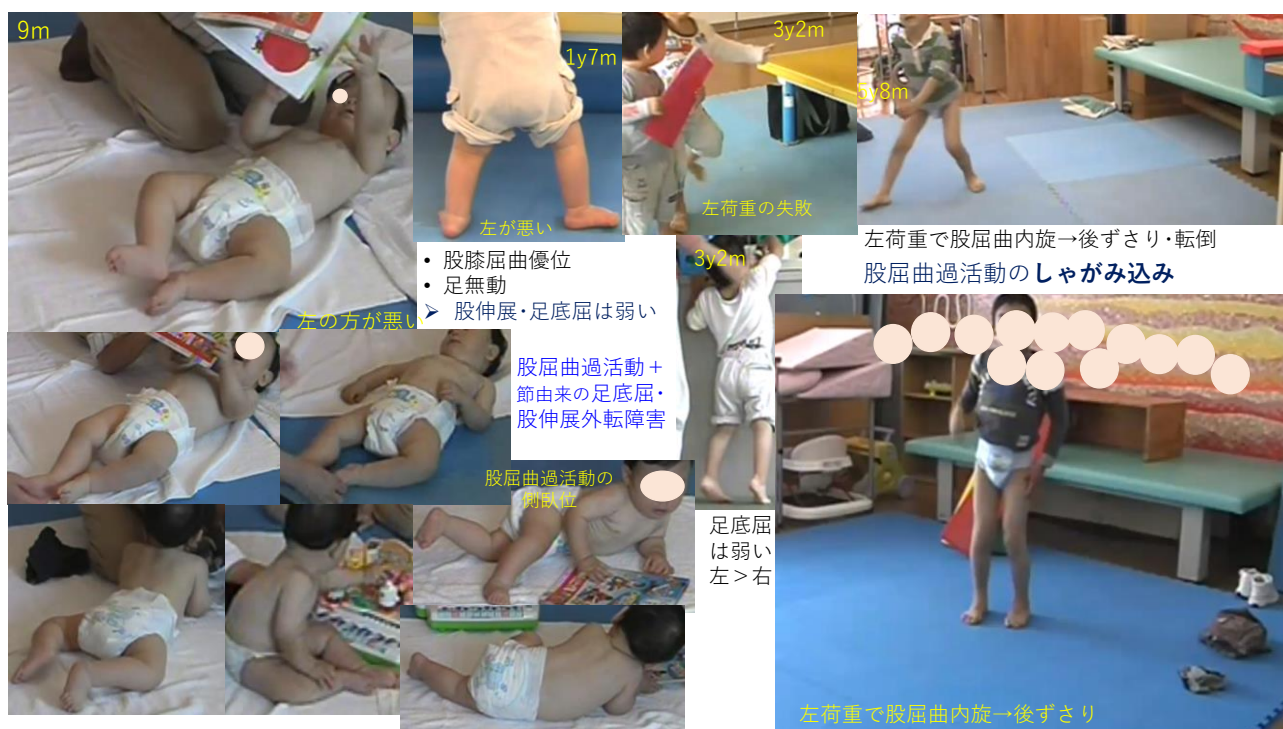 9m
1y7m
3y2m
y8m
左が悪い
左荷重の失敗
左荷重で股屈曲内旋→後ずさり・転倒
股屈曲過活動のしゃがみ込み
• 股膝屈曲優位
• 足無動
➢ 股伸展・足底屈は弱い
3y2m
左の方が悪い
股屈曲過活動＋
節由来の足底屈・
股伸展外転障害
股屈曲過活動の
側臥位
足底屈
は弱い
左＞右
左荷重で股屈曲内旋→後ずさり